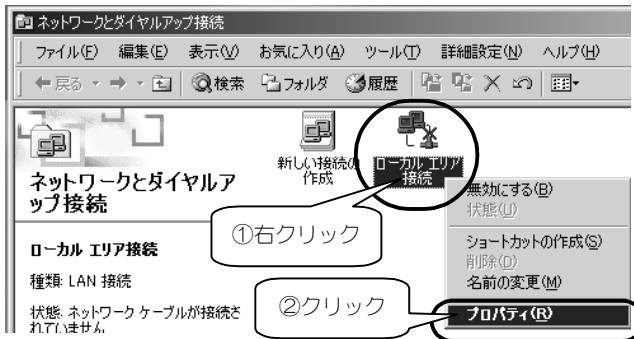 ネットワークとダイヤルアップ接続
ファイル(F) 編集(E) 表示(V) お気に入り(A) ツール(T) 詳細設定(N) ヘルプ(H)
戻る 検索 フォルダ 履歴
新しい接続の
作成
ローカル エリア
接続
ネットワークとダイヤルア
ップ接続
無効にする(B)
状態(U)
①右クリック
ショートカットの作成(S)
削除(D)
名前の変更(M)
ローカル エリア接続
種類: LAN 接続
②クリック
プロパティ(R)
状態: ネットワーク ケーブルが接続さ
れていません